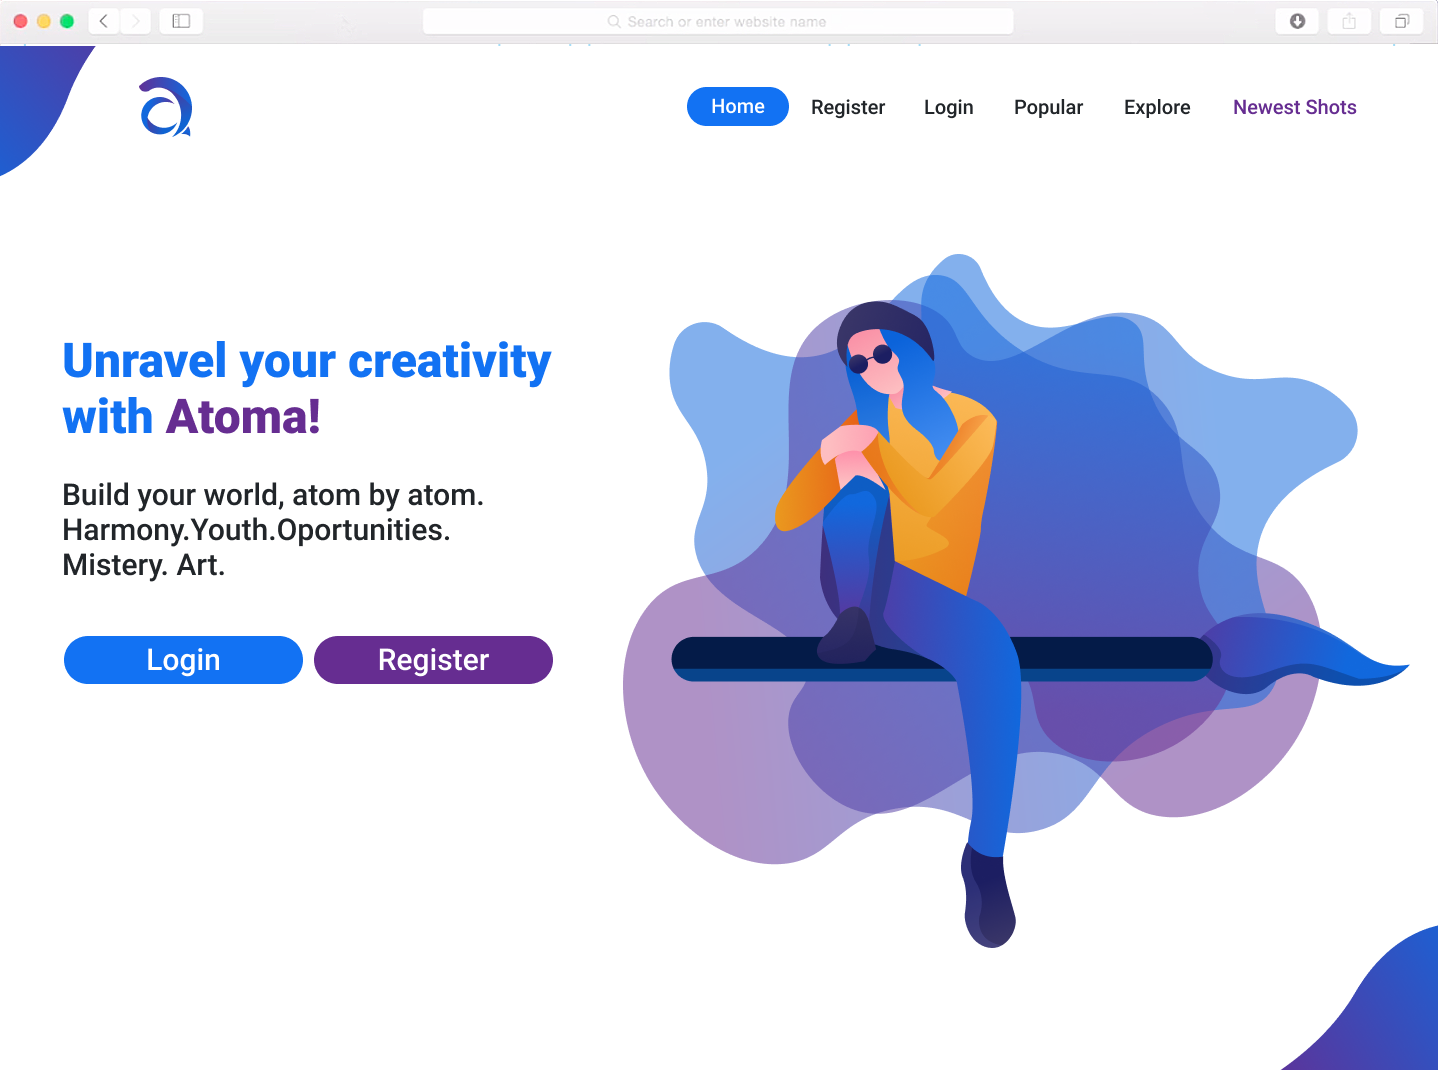 Search or enter website name
Home Register Login Popular Explore Newest Shots
Unravel your creativity
with Atoma!
Build your world, atom by atom.
Harmony.Youth.Oportunities.
Mistery. Art.
Login Register